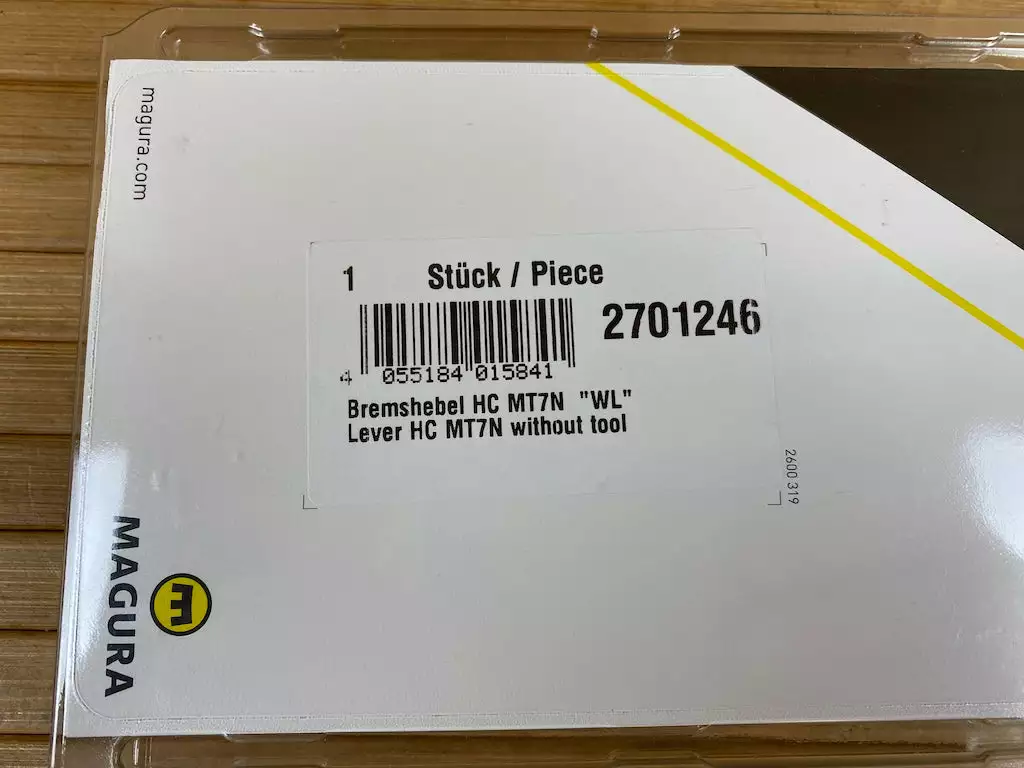 magura.com
1 Stück / Piece
2701246
4 055184 015841
Bremshebel HC MT7N "WL"
Lever HC MT7N without tool
2600 319
MAGURA